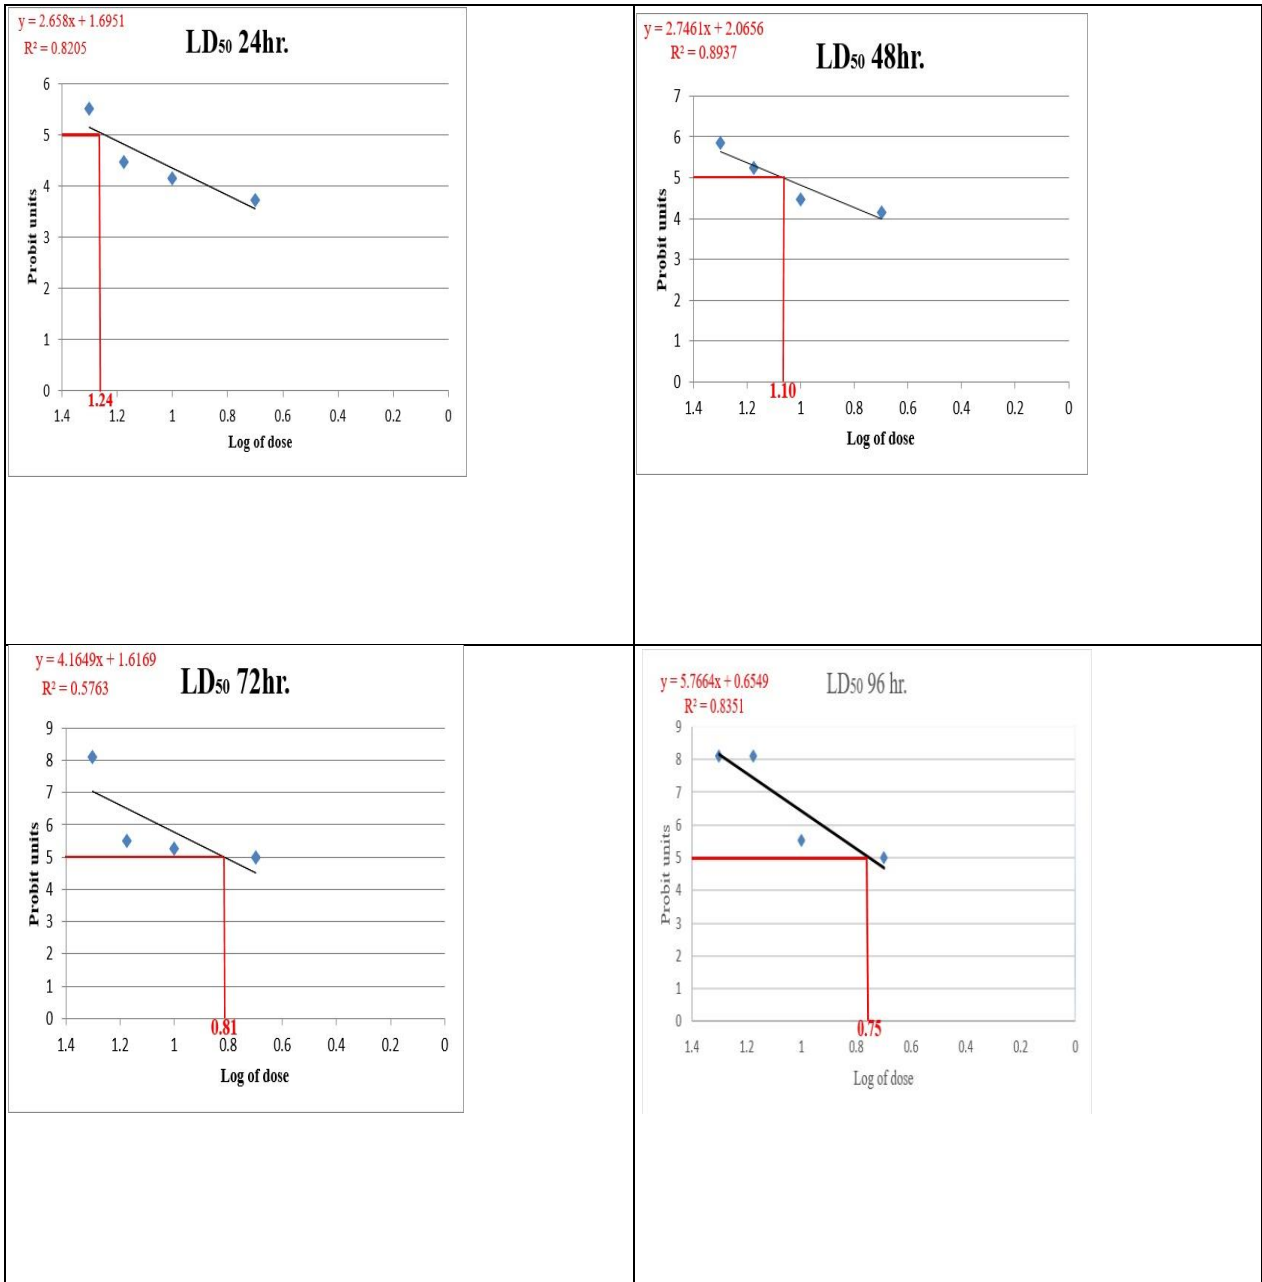 y = 2.658x + 1.6951
R² = 0.8205
LD₅₀ 24hr.
6
5
4
3
2
1
0
Probit units
1.24
1.4 1.2 1 0.8 0.6 0.4 0.2 0
Log of dose
y = 2.7461x + 2.0656
R² = 0.8937
LD₅₀ 48hr.
7
6
5
4
3
2
1
0
Probit units
1.10
1.4 1.2 1 0.8 0.6 0.4 0.2 0
Log of dose
y = 4.1649x + 1.6169
R² = 0.5763
LD₅₀ 72hr.
9
8
7
6
5
4
3
2
1
0
Probit units
0.81
1.4 1.2 1 0.8 0.6 0.4 0.2 0
Log of dose
y = 5.7664x + 0.6549
R² = 0.8351
LD₅₀ 96 hr.
9
8
7
6
5
4
3
2
1
0
Probit units
0.75
1.4 1.2 1 0.8 0.6 0.4 0.2 0
Log of dose